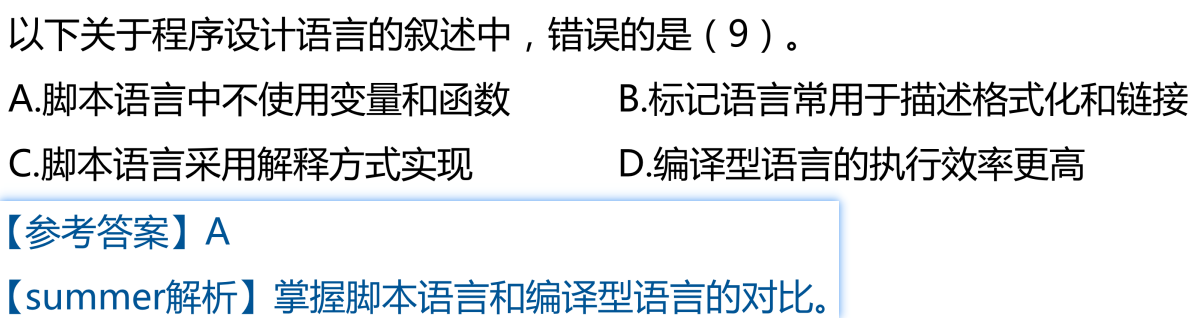 以下关于程序设计语言的叙述中，错误的是（9）。
A.脚本语言中不使用变量和函数 B.标记语言常用于描述格式化和链接
C.脚本语言采用解释方式实现 D.编译型语言的执行效率更高
【参考答案】A
【summer解析】掌握脚本语言和编译型语言的对比。